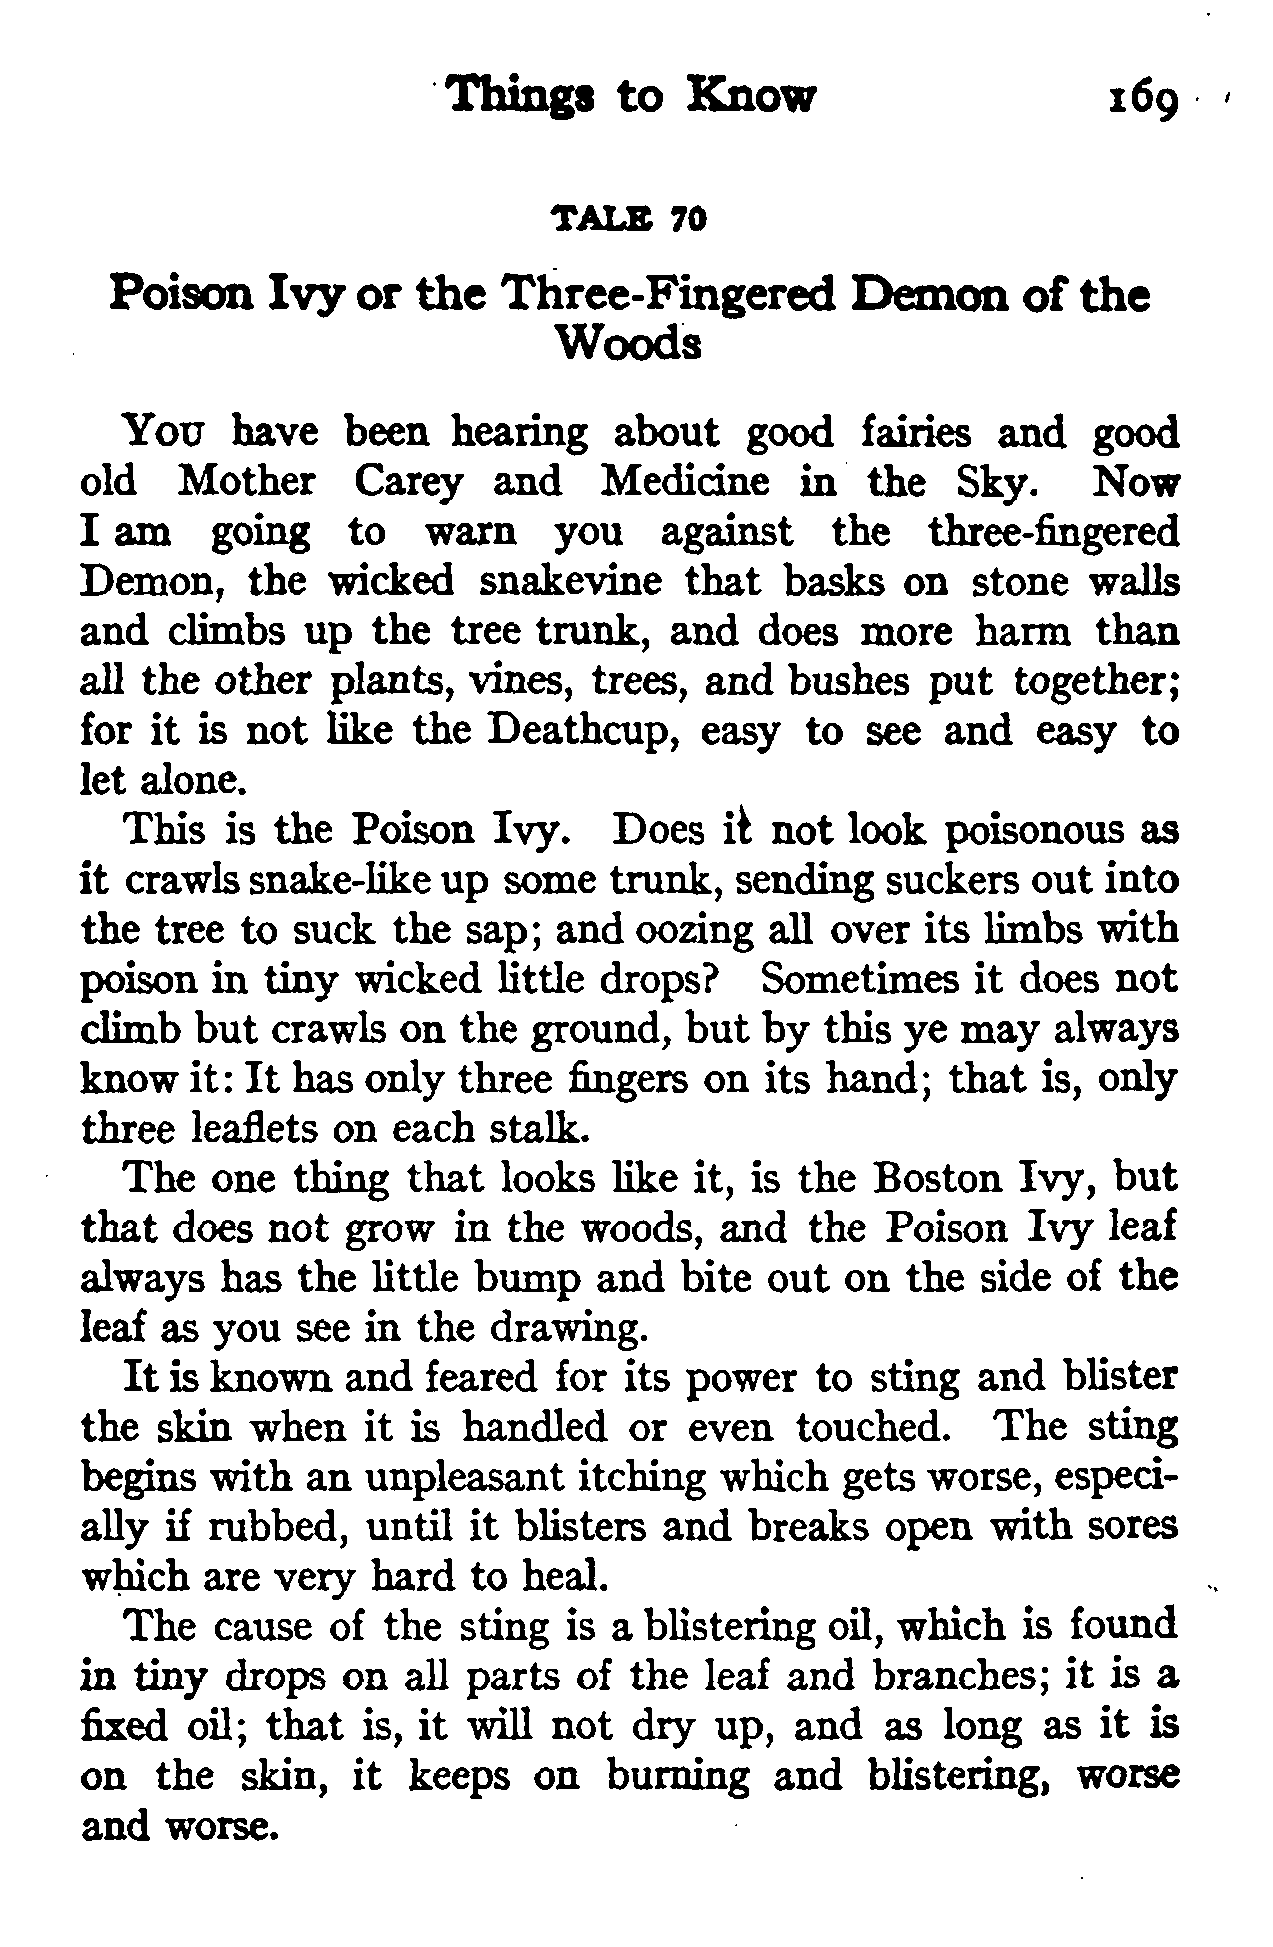 Things to Know 169
TALE 70
Poison Ivy or the Three-Fingered Demon of the
Woods
You have been hearing about good fairies and good
old Mother Carey and Medicine in the Sky. Now
I am going to warn you against the three-fingered
Demon, the wicked snakevine that basks on stone walls
and climbs up the tree trunk, and does more harm than
all the other plants, vines, trees, and bushes put together;
for it is not like the Deathcup, easy to see and easy to
let alone.
This is the Poison Ivy. Does it not look poisonous as
it crawls snake-like up some trunk, sending suckers out into
the tree to suck the sap; and oozing all over its limbs with
poison in tiny wicked little drops? Sometimes it does not
climb but crawls on the ground, but by this ye may always
know it: It has only three fingers on its hand; that is, only
three leaflets on each stalk.
The one thing that looks like it, is the Boston Ivy, but
that does not grow in the woods, and the Poison Ivy leaf
always has the little bump and bite out on the side of the
leaf as you see in the drawing.
It is known and feared for its power to sting and blister
the skin when it is handled or even touched. The sting
begins with an unpleasant itching which gets worse, especi-
ally if rubbed, until it blisters and breaks open with sores
which are very hard to heal.
The cause of the sting is a blistering oil, which is found
in tiny drops on all parts of the leaf and branches; it is a
fixed oil; that is, it will not dry up, and as long as it is
on the skin, it keeps on burning and blistering, worse
and worse.